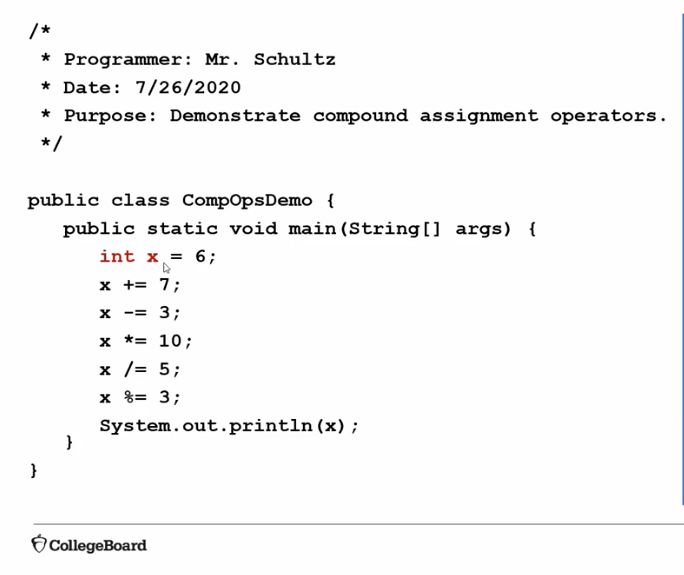 /*
 * Programmer: Mr. Schultz
 * Date: 7/26/2020
 * Purpose: Demonstrate compound assignment operators.
 */

public class CompOpsDemo {
   public static void main(String[] args) {
      int x = 6;
      x += 7;
      x -= 3;
      x *= 10;
      x /= 5;
      x %= 3;
      System.out.println(x);
   }
}
CollegeBoard